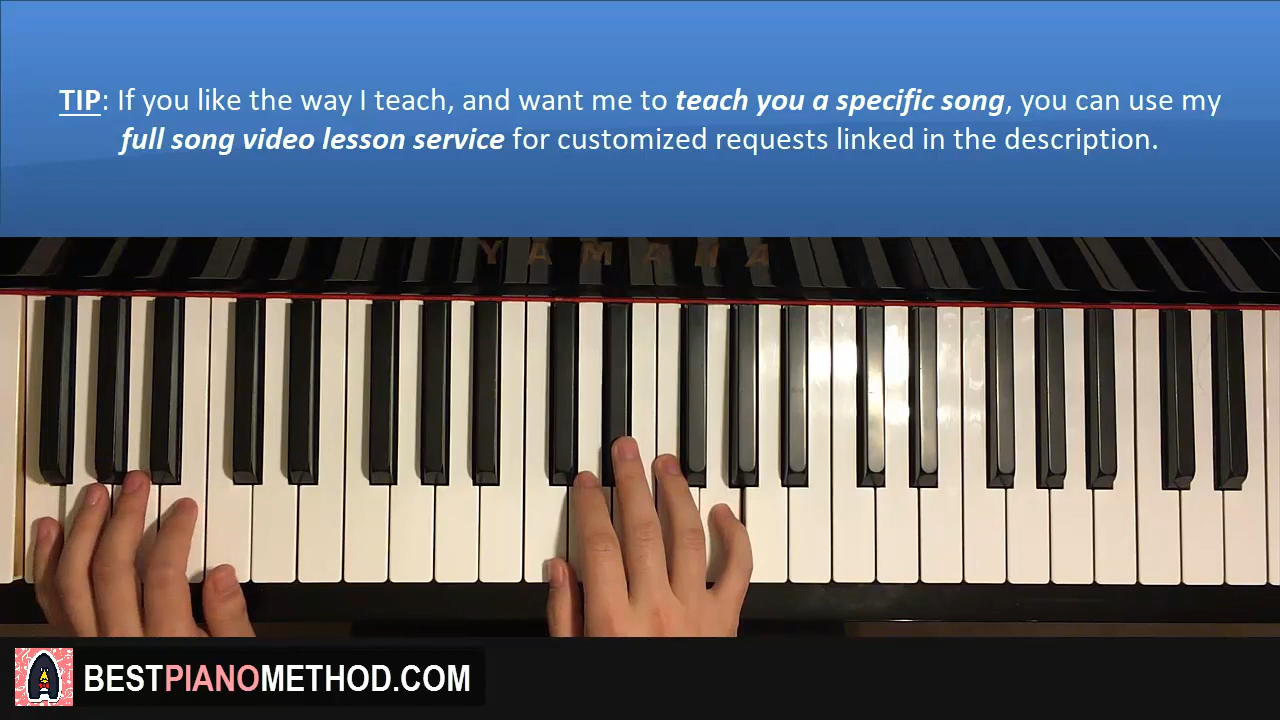 TIP: If you like the way I teach, and want me to teach you a specific song, you can use my
full song video lesson service for customized requests linked in the description.
YAMAHA
BESTPIANOMETHOD.COM